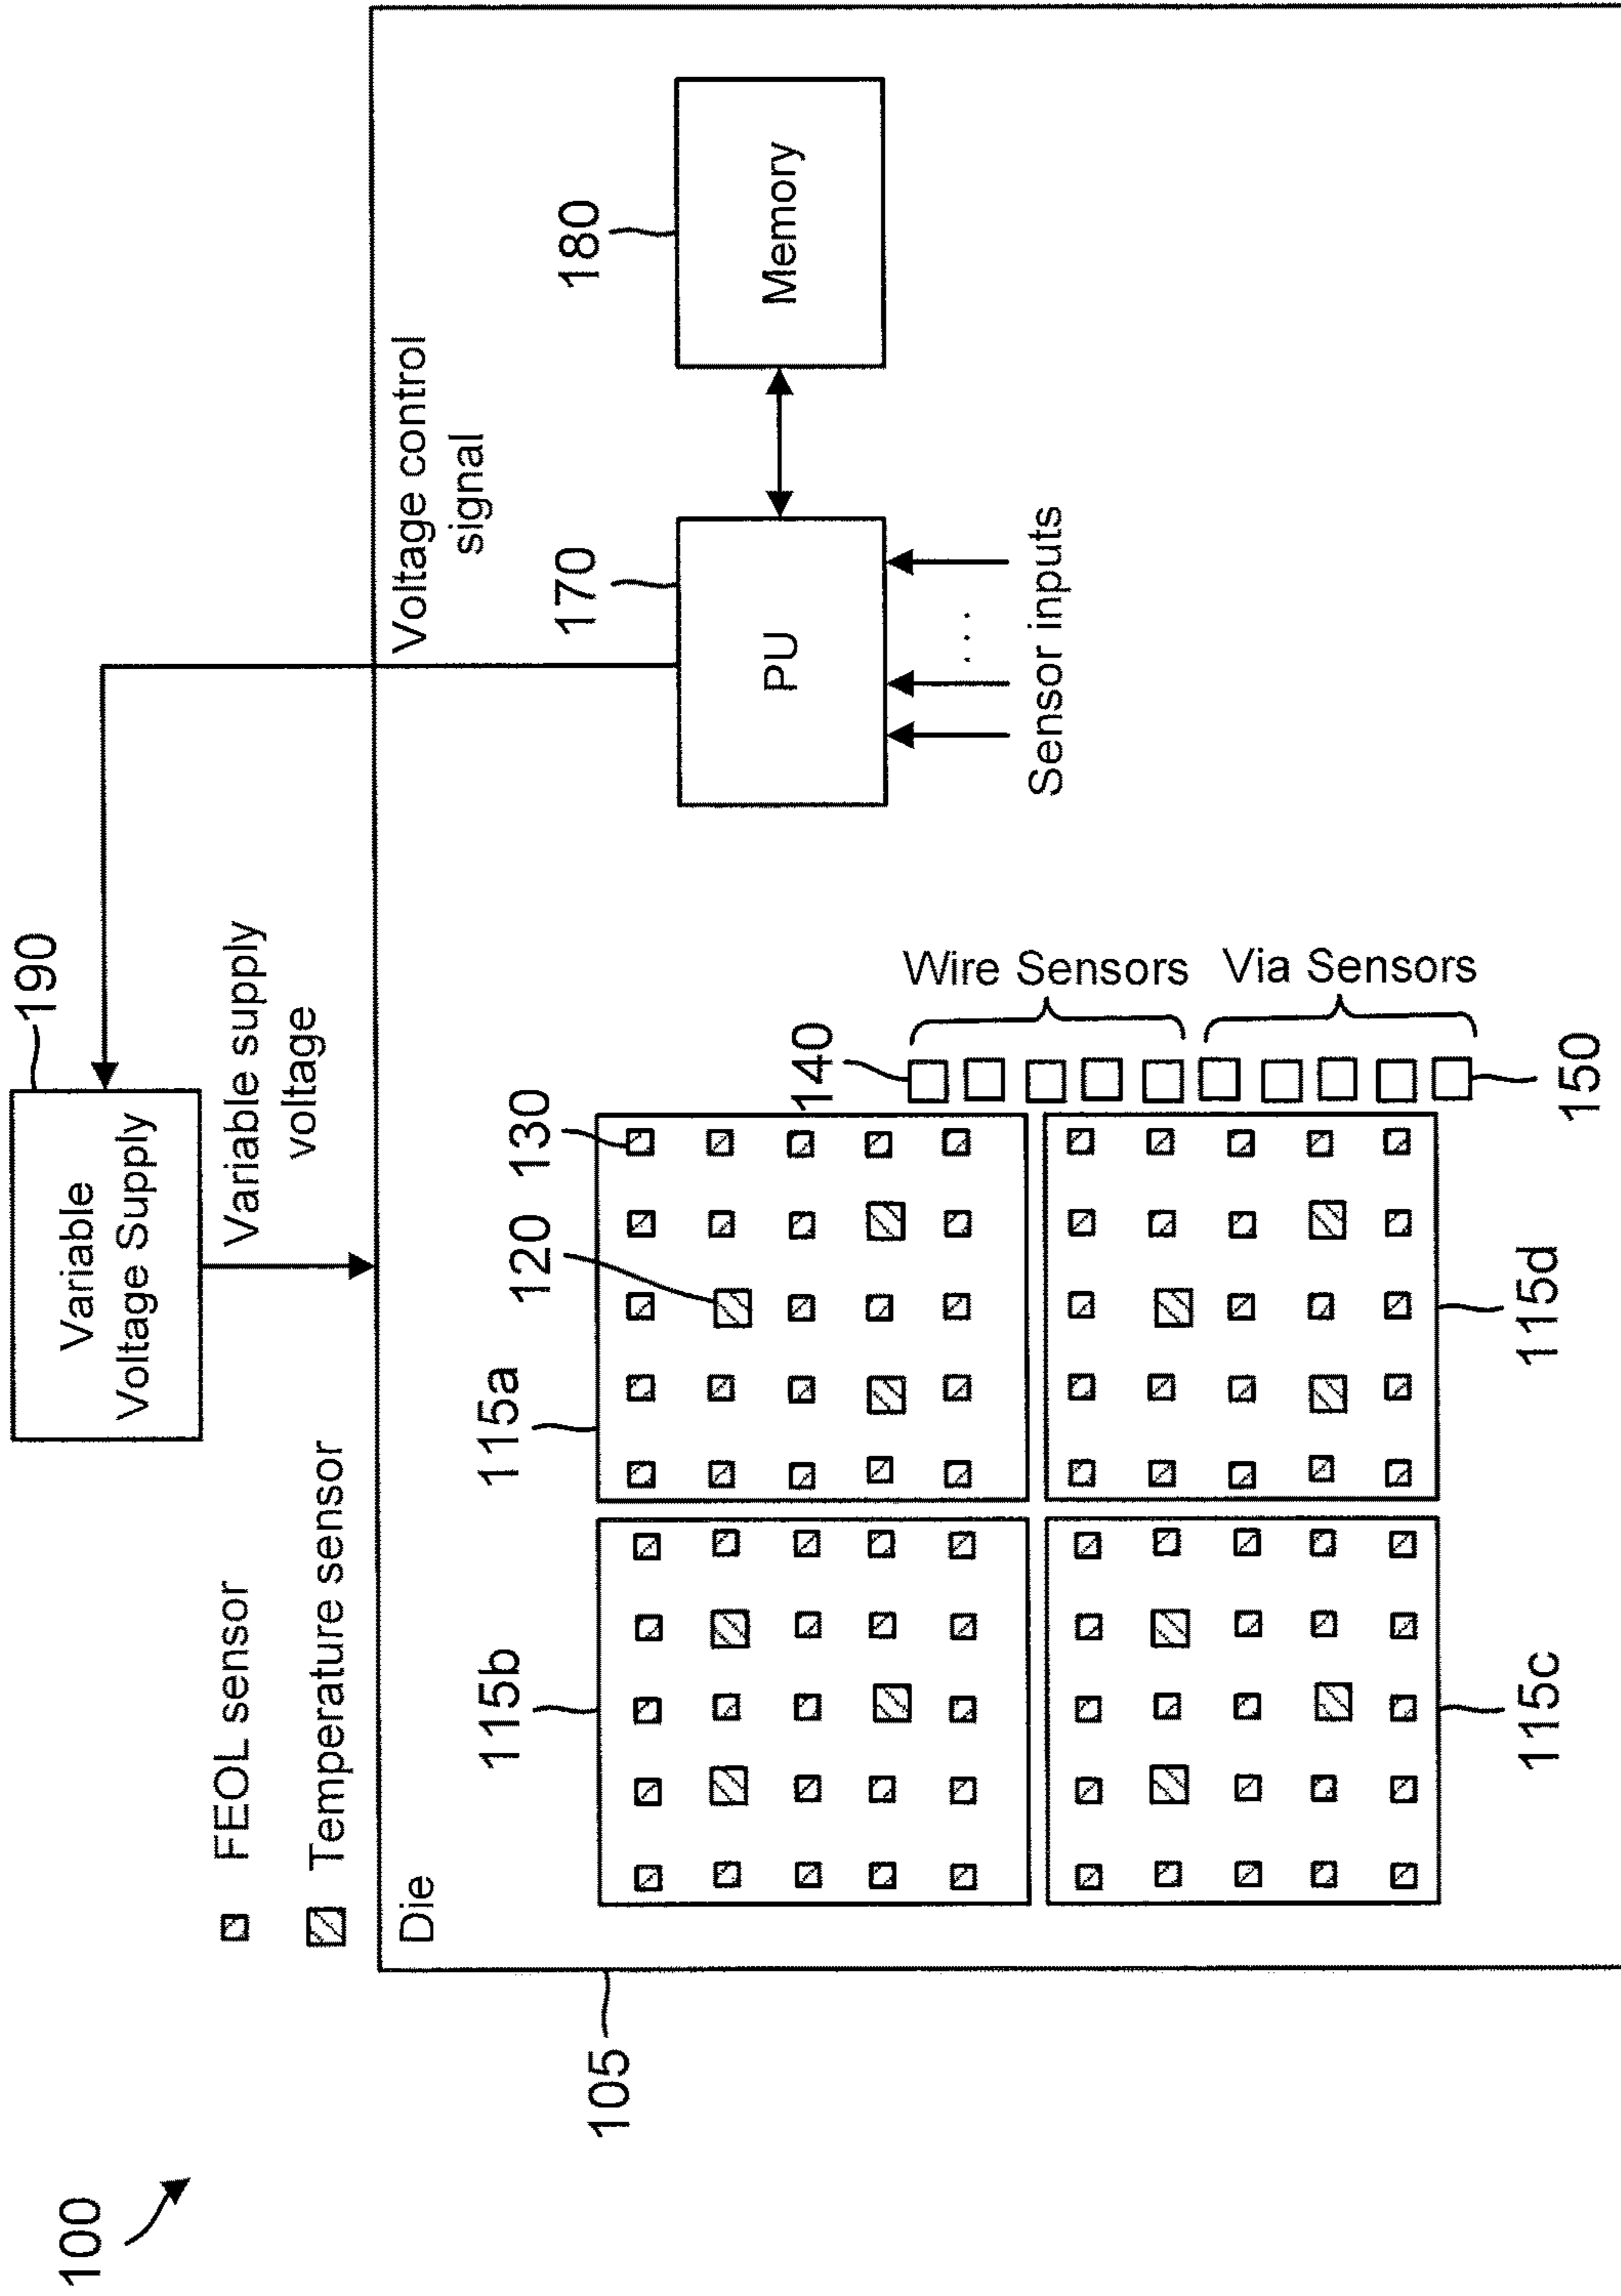 100
190
Variable
Voltage Supply
FEOL sensor
Temperature sensor
Variable supply
voltage
105
Die
Voltage control
signal
115b
115a
120
130
170
180
PU
Memory
140
Wire Sensors
Via Sensors
Sensor inputs
. . .
115c
115d
150